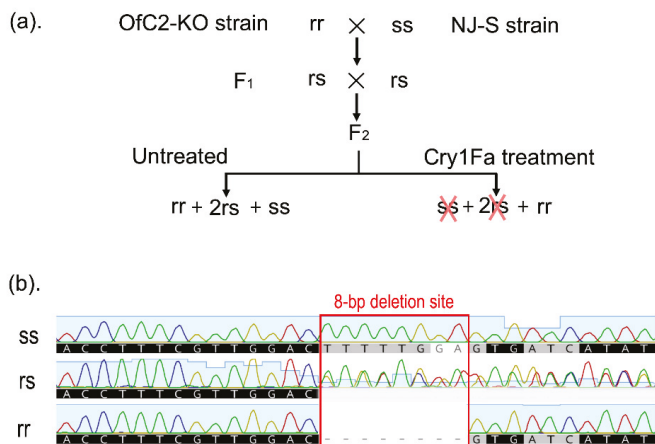 (a).
OfC2-KO strain rr × ss NJ-S strain
F1 rs × rs
F2
Untreated Cry1Fa treatment
rr + 2rs + ss ss + 2rs + rr
(b).
8-bp deletion site
ss
A C C T T T C G T T G G A C T T T T T G G A G T G A T C A T A T
rs
rr
A C C T T T C G T T G G A C - - - - - - - - G T G A T C A T A T